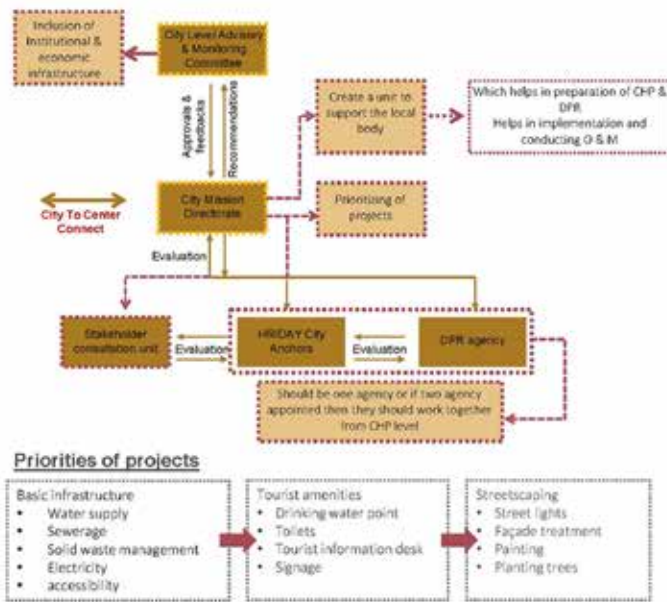 Inclusion of
Institutional &
economic
infrastructure
City Level Advisory
& Monitoring
Committee
Create a unit to
support the local
body
Which helps in preparation of CHP &
DPR
Helps in implementation and
conducting O & M
Approvals &
feedbacks
Recommendations
City To Center
Connect
City Mission
Directorate
Prioritizing of
projects
Evaluation
Stakeholder
consultation unit
Evaluation
HRIDAY City
Anchors
Evaluation
DPR agency
Should be one agency or if two agency
appointed then they should work together
from CHP level
Priorities of projects
Basic infrastructure
• Water supply
• Sewerage
• Solid waste management
• Electricity
• accessibility
Tourist amenities
• Drinking water point
• Toilets
• Tourist information desk
• Signage
Streetscaping
• Street lights
• Façade treatment
• Painting
• Planting trees